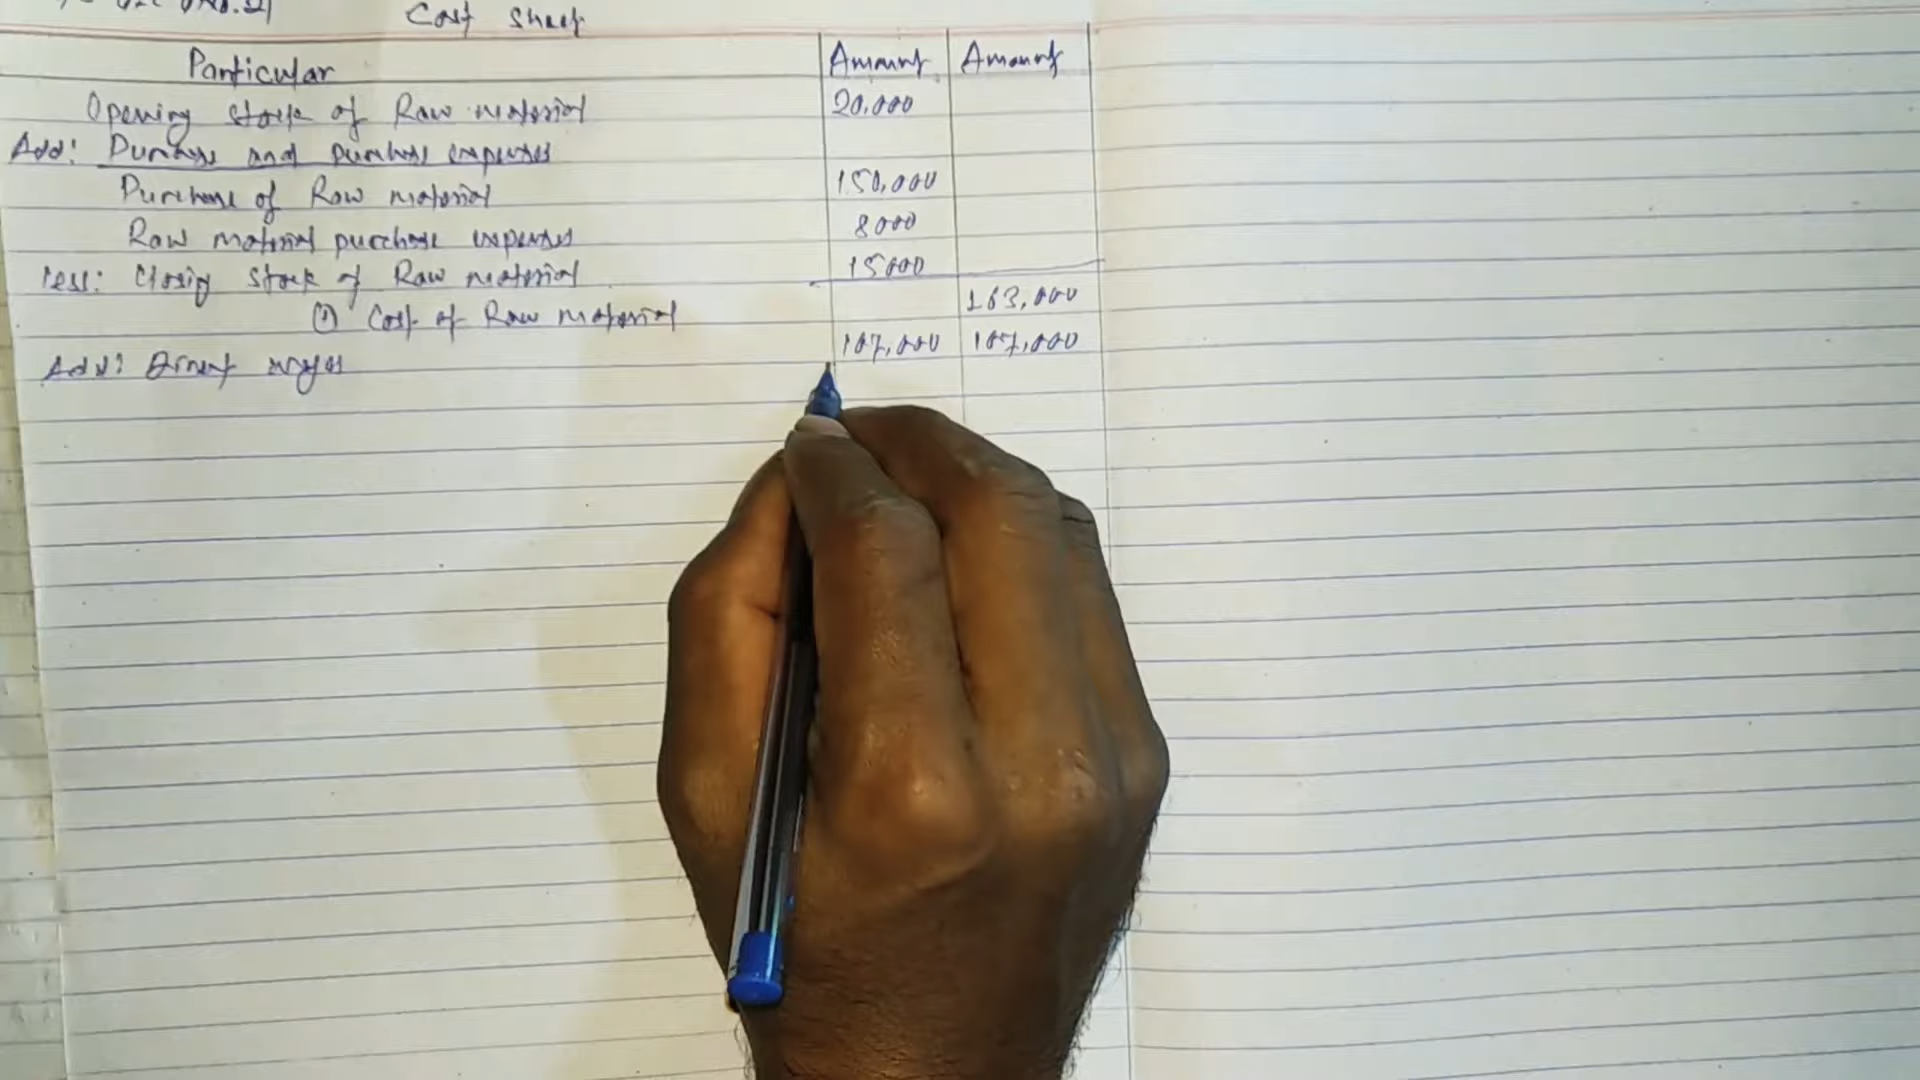 Cost Sheet
Particular Amount Amount
Opening stock of Raw material 20,000
Add: Purchase and purchase expenses
Purchase of Raw material 150,000
Raw material purchase expenses 8000
Less: Closing stock of Raw material 15000
① Cost of Raw material 163,000
Add: Direct wages 107,000 107,000